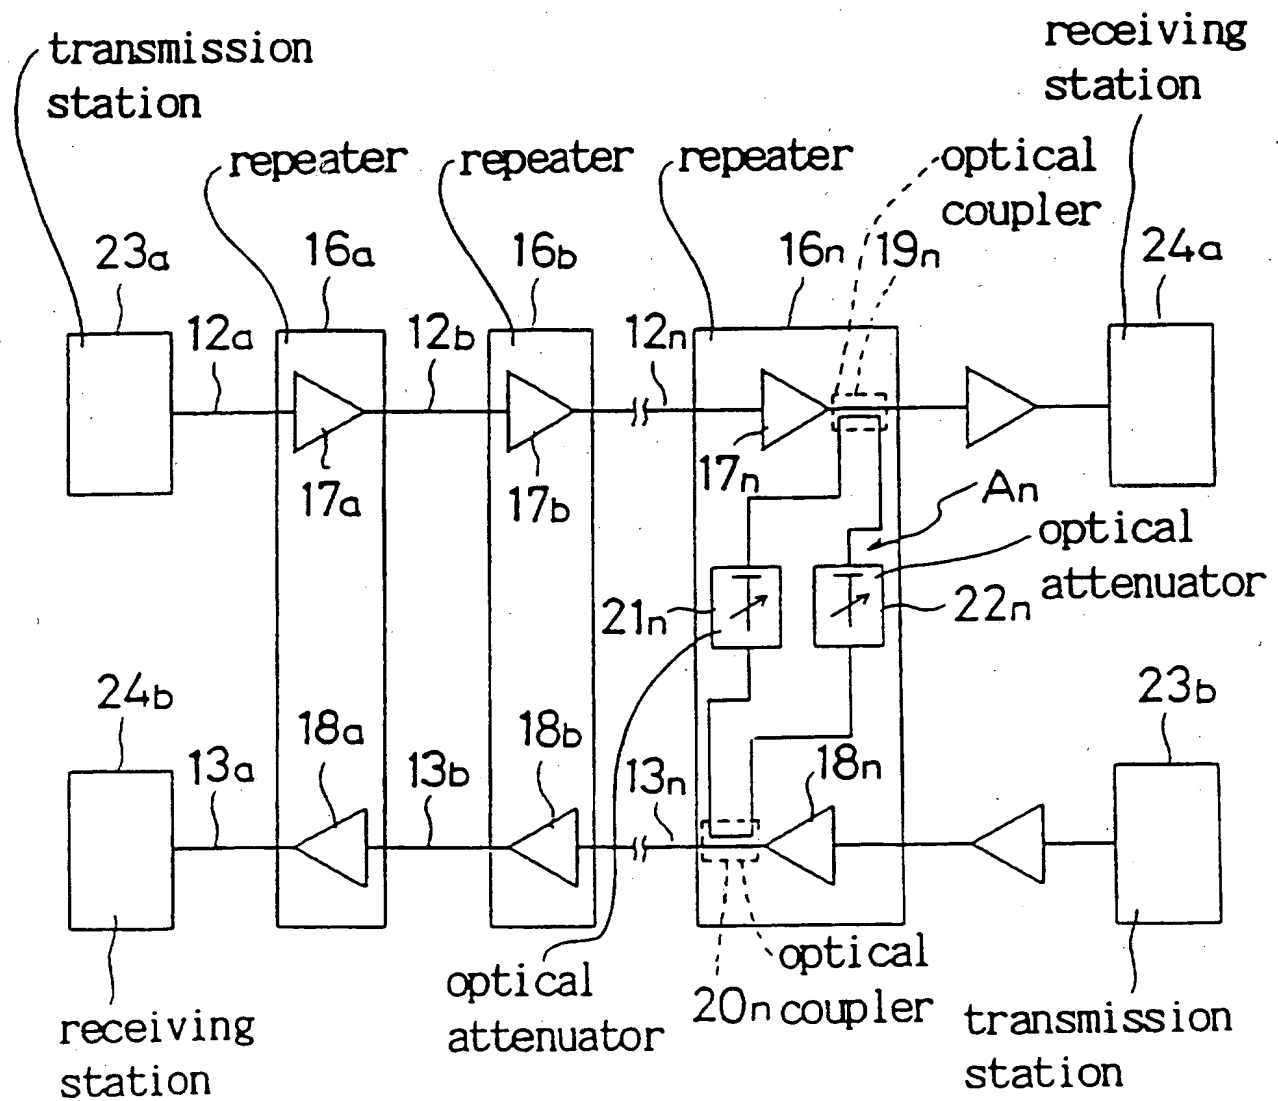 transmission
station
receiving
station
repeater
repeater
repeater
optical
coupler
23a
16a
16b
16n
19n
24a
12a
12b
12n
17a
17b
17n
An
optical
attenuator
21n
22n
24b
23b
18a
18b
18n
13a
13b
13n
optical
attenuator
optical
coupler
20n
receiving
station
transmission
station